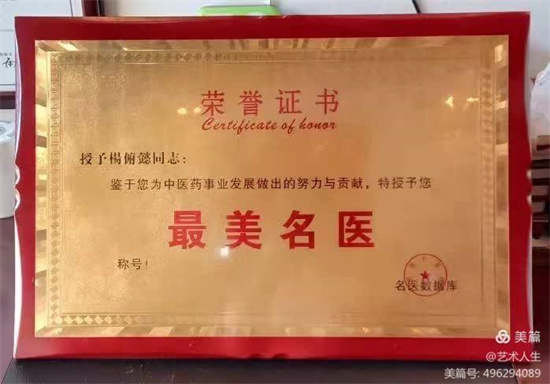 荣誉证书
Certificate of honor
授予楊俯懿同志：
鉴于您为中医药事业发展做出的努力与贡献，特授予您
最美名医
称号！
名医数据库
美篇
@艺术人生
美篇号: 496294089